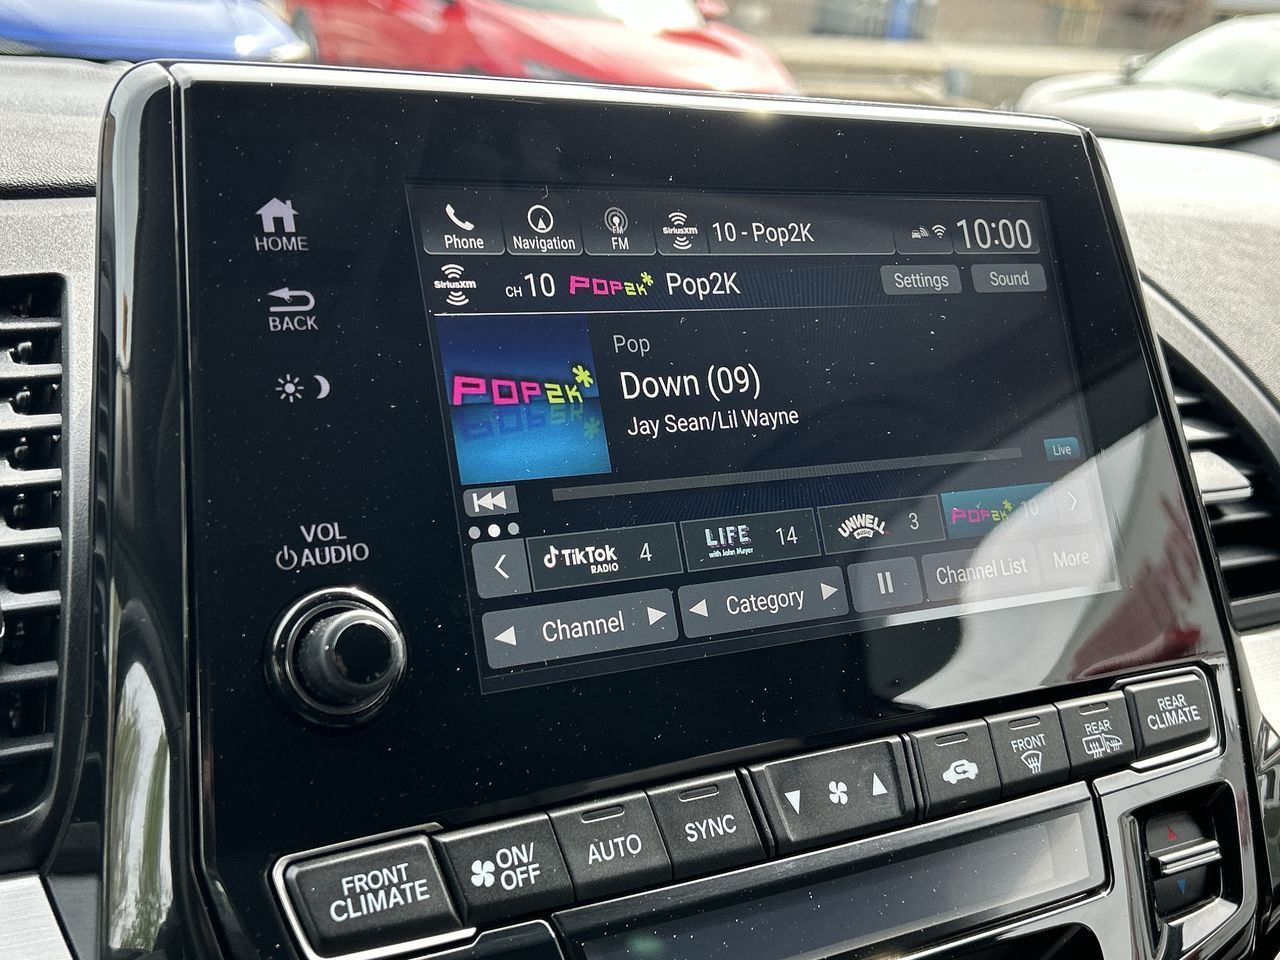 HOME
BACK
VOL
AUDIO
Phone
Navigation
FM
FM
SiriusXM
10 - Pop2K
10:00
SiriusXM
CH 10
POP2K
Pop2K
Settings
Sound
POP2K
Pop
Down (09)
Jay Sean/Lil Wayne
Live
TikTok
RADIO
4
LIFE
with John Mayer
14
UNWELL
MUSIC
3
POP2K
10
Channel
Category
Channel List
More
FRONT
CLIMATE
ON/
OFF
AUTO
SYNC
FRONT
REAR
REAR
CLIMATE